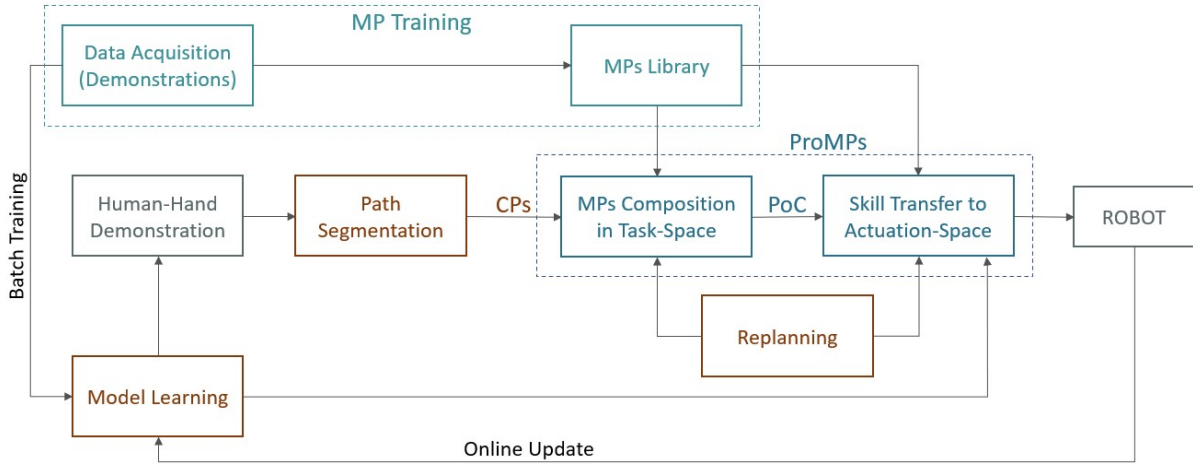 MP Training
Data Acquisition
(Demonstrations)
MPs Library
ProMPs
Batch Training
Human-Hand
Demonstration
Path
Segmentation
CPs
MPs Composition
in Task-Space
PoC
Skill Transfer to
Actuation-Space
ROBOT
Replanning
Model Learning
Online Update